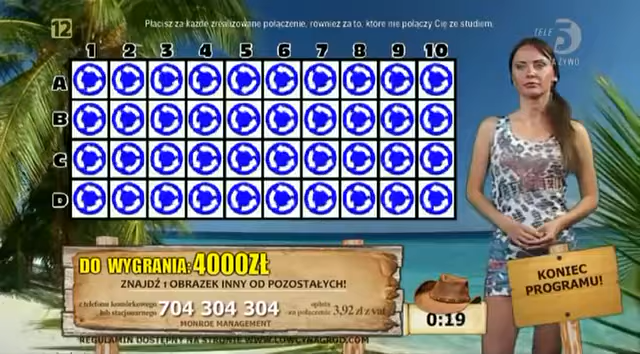 Płacisz za każde zrealizowane połączenie, również za to, które nie połączy Cię ze studiem.
12
TELE 5
NA ŻYWO
1 2 3 4 5 6 7 8 9 10
A
B
C
D
DO WYGRANIA: 4000ZŁ
ZNAJDŹ 1 OBRAZEK INNY OD POZOSTAŁYCH!
z telefonu komórkowego lub stacjonarnego
704 304 304
opłata za połączenie 3,92 zł z vat
MONROE MANAGEMENT
REGULAMIN DOSTĘPNY NA STRONIE WWW.LOWCYNAGROD.COM
0:19
KONIEC
PROGRAMU!